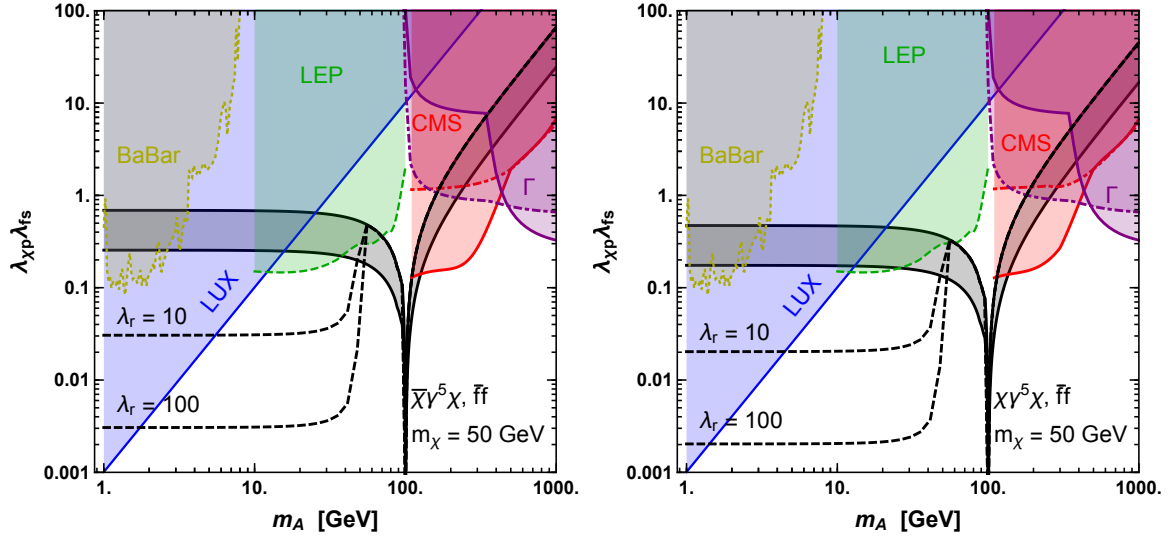 100.
10.
1.
0.1
0.01
0.001
1.
10.
100.
1000.
λχpλfs
mA [GeV]
BaBar
LEP
CMS
Γ
LUX
λr = 10
λr = 100
χ̅γ⁵χ, f̅f
mχ = 50 GeV
100.
10.
1.
0.1
0.01
0.001
1.
10.
100.
1000.
λχpλfs
mA [GeV]
BaBar
LEP
CMS
Γ
LUX
λr = 10
λr = 100
χγ⁵χ, f̅f
mχ = 50 GeV